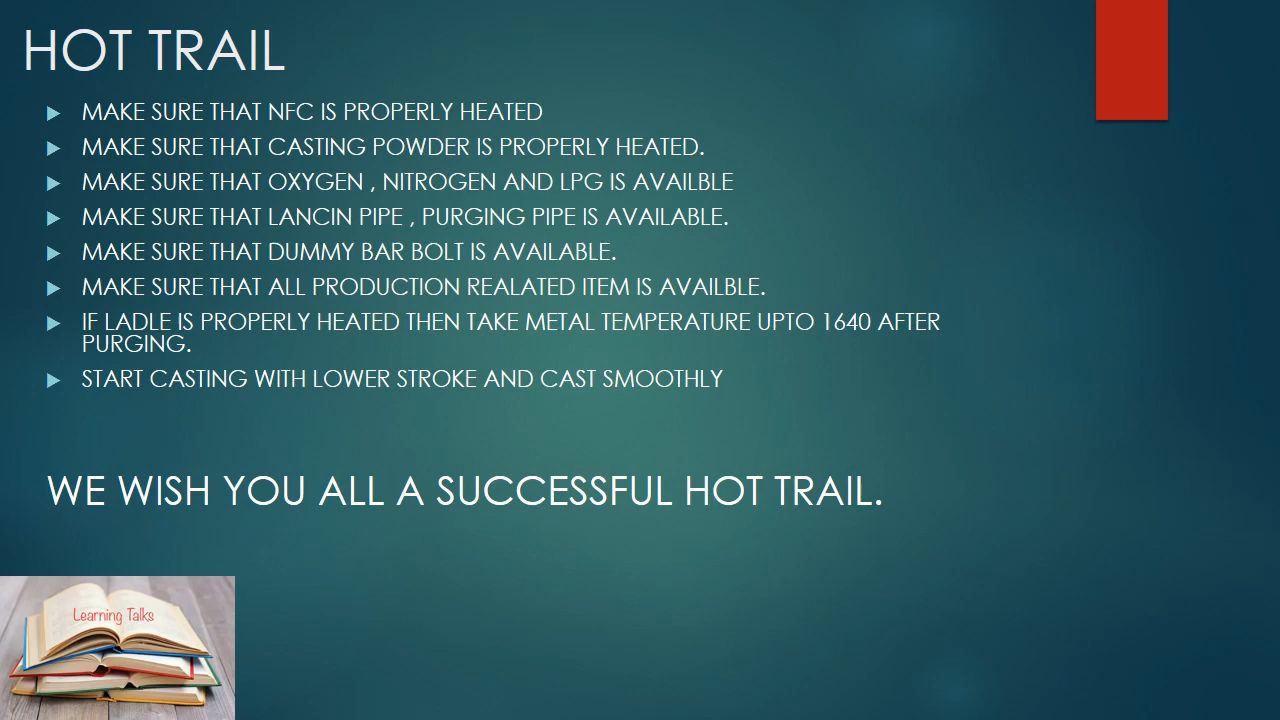 HOT TRAIL
MAKE SURE THAT NFC IS PROPERLY HEATED
MAKE SURE THAT CASTING POWDER IS PROPERLY HEATED.
MAKE SURE THAT OXYGEN , NITROGEN AND LPG IS AVAILBLE
MAKE SURE THAT LANCIN PIPE , PURGING PIPE IS AVAILABLE.
MAKE SURE THAT DUMMY BAR BOLT IS AVAILABLE.
MAKE SURE THAT ALL PRODUCTION REALATED ITEM IS AVAILBLE.
IF LADLE IS PROPERLY HEATED THEN TAKE METAL TEMPERATURE UPTO 1640 AFTER
PURGING.
START CASTING WITH LOWER STROKE AND CAST SMOOTHLY
WE WISH YOU ALL A SUCCESSFUL HOT TRAIL.
Learning Talks